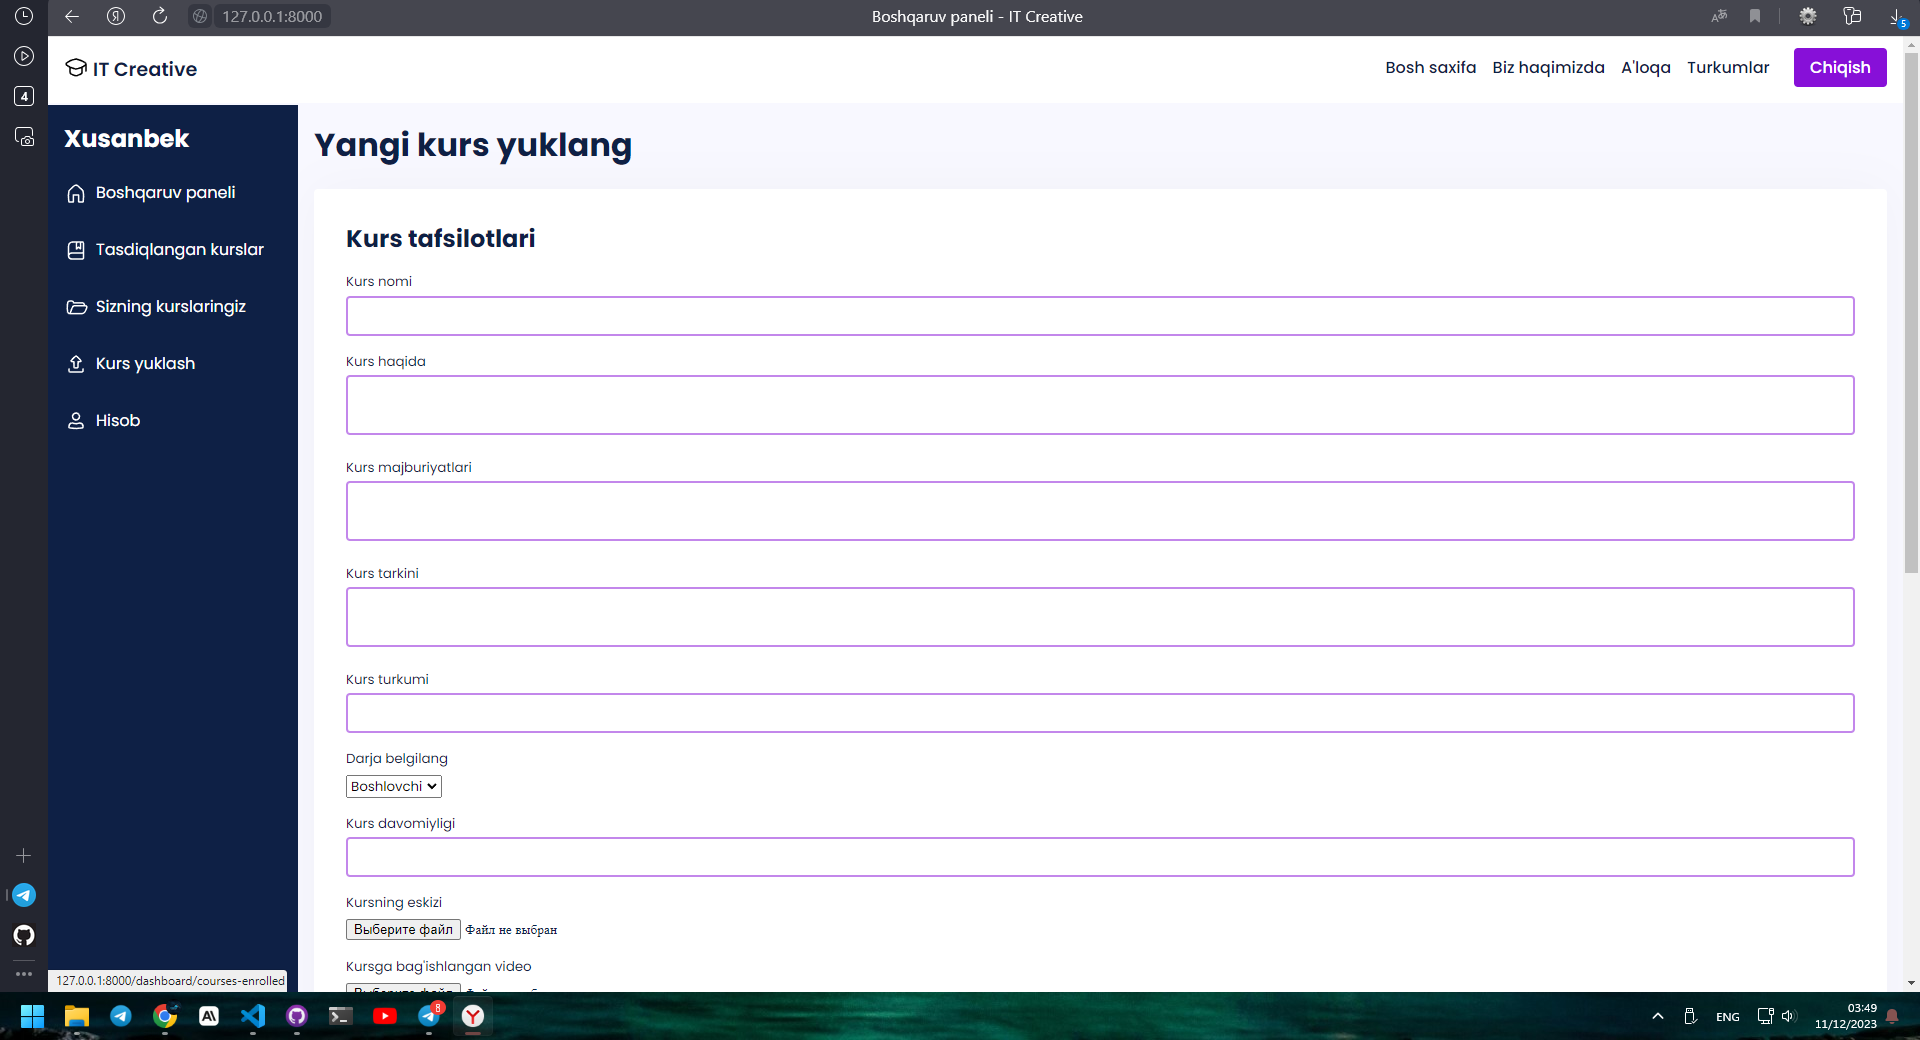 127.0.0.1:8000
Boshqaruv paneli - IT Creative
5
4
IT Creative
Bosh saxifa Biz haqimizda A'loqa Turkumlar Chiqish
Xusanbek
Boshqaruv paneli
Tasdiqlangan kurslar
Sizning kurslaringiz
Kurs yuklash
Hisob
Yangi kurs yuklang
Kurs tafsilotlari
Kurs nomi
Kurs haqida
Kurs majburiyatlari
Kurs tarkini
Kurs turkumi
Darja belgilang
Boshlovchi
Kurs davomiyligi
Kursning eskizi
Выберите файл Файл не выбран
Kursga bag'ishlangan video
127.0.0.1:8000/dashboard/courses-enrolled
8
ENG
03:49
11/12/2023